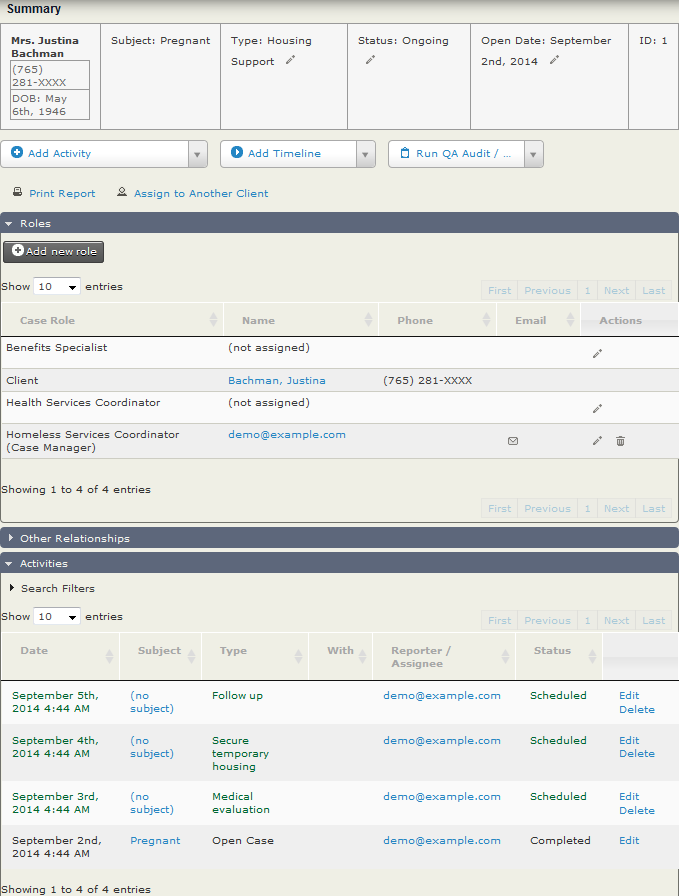 Summary
Mrs. Justina
Bachman
(765)
281-XXXX
DOB: May
6th, 1946
Subject: Pregnant
Type: Housing
Support
Status: Ongoing
Open Date: September
2nd, 2014
ID: 1
Add Activity
Add Timeline
Run QA Audit / ...
Print Report
Assign to Another Client
Roles
Add new role
Show 10 entries
First Previous 1 Next Last
Case Role Name Phone Email Actions
Benefits Specialist (not assigned)
Client Bachman, Justina (765) 281-XXXX
Health Services Coordinator (not assigned)
Homeless Services Coordinator demo@example.com
(Case Manager)
Showing 1 to 4 of 4 entries
First Previous 1 Next Last
Other Relationships
Activities
Search Filters
Show 10 entries
First Previous 1 Next Last
Date Subject Type With Reporter / Status
Assignee
September 5th, (no Follow up demo@example.com Scheduled Edit
2014 4:44 AM subject) Delete
September 4th, (no Secure demo@example.com Scheduled Edit
2014 4:44 AM subject) temporary Delete
housing
September 3rd, (no Medical demo@example.com Scheduled Edit
2014 4:44 AM subject) evaluation Delete
September 2nd, Pregnant Open Case demo@example.com Completed Edit
2014 4:44 AM
Showing 1 to 4 of 4 entries